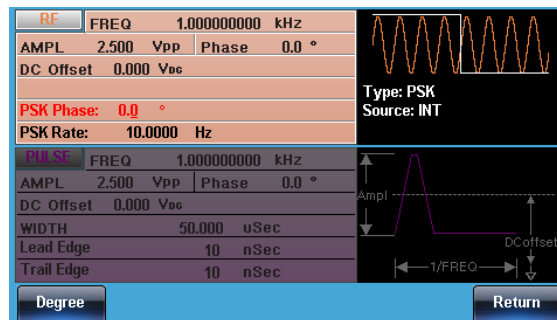 RF FREQ 1.000000000 kHz
AMPL 2.500 Vpp Phase 0.0 °
DC Offset 0.000 VDC
PSK Phase: 0.0 °
PSK Rate: 10.0000 Hz
Type: PSK
Source: INT
PULSE FREQ 1.000000000 kHz
AMPL 2.500 Vpp Phase 0.0 °
DC Offset 0.000 VDC
WIDTH 50.000 uSec
Lead Edge 10 nSec
Trail Edge 10 nSec
Ampl
DCoffset
1/FREQ
Degree Return